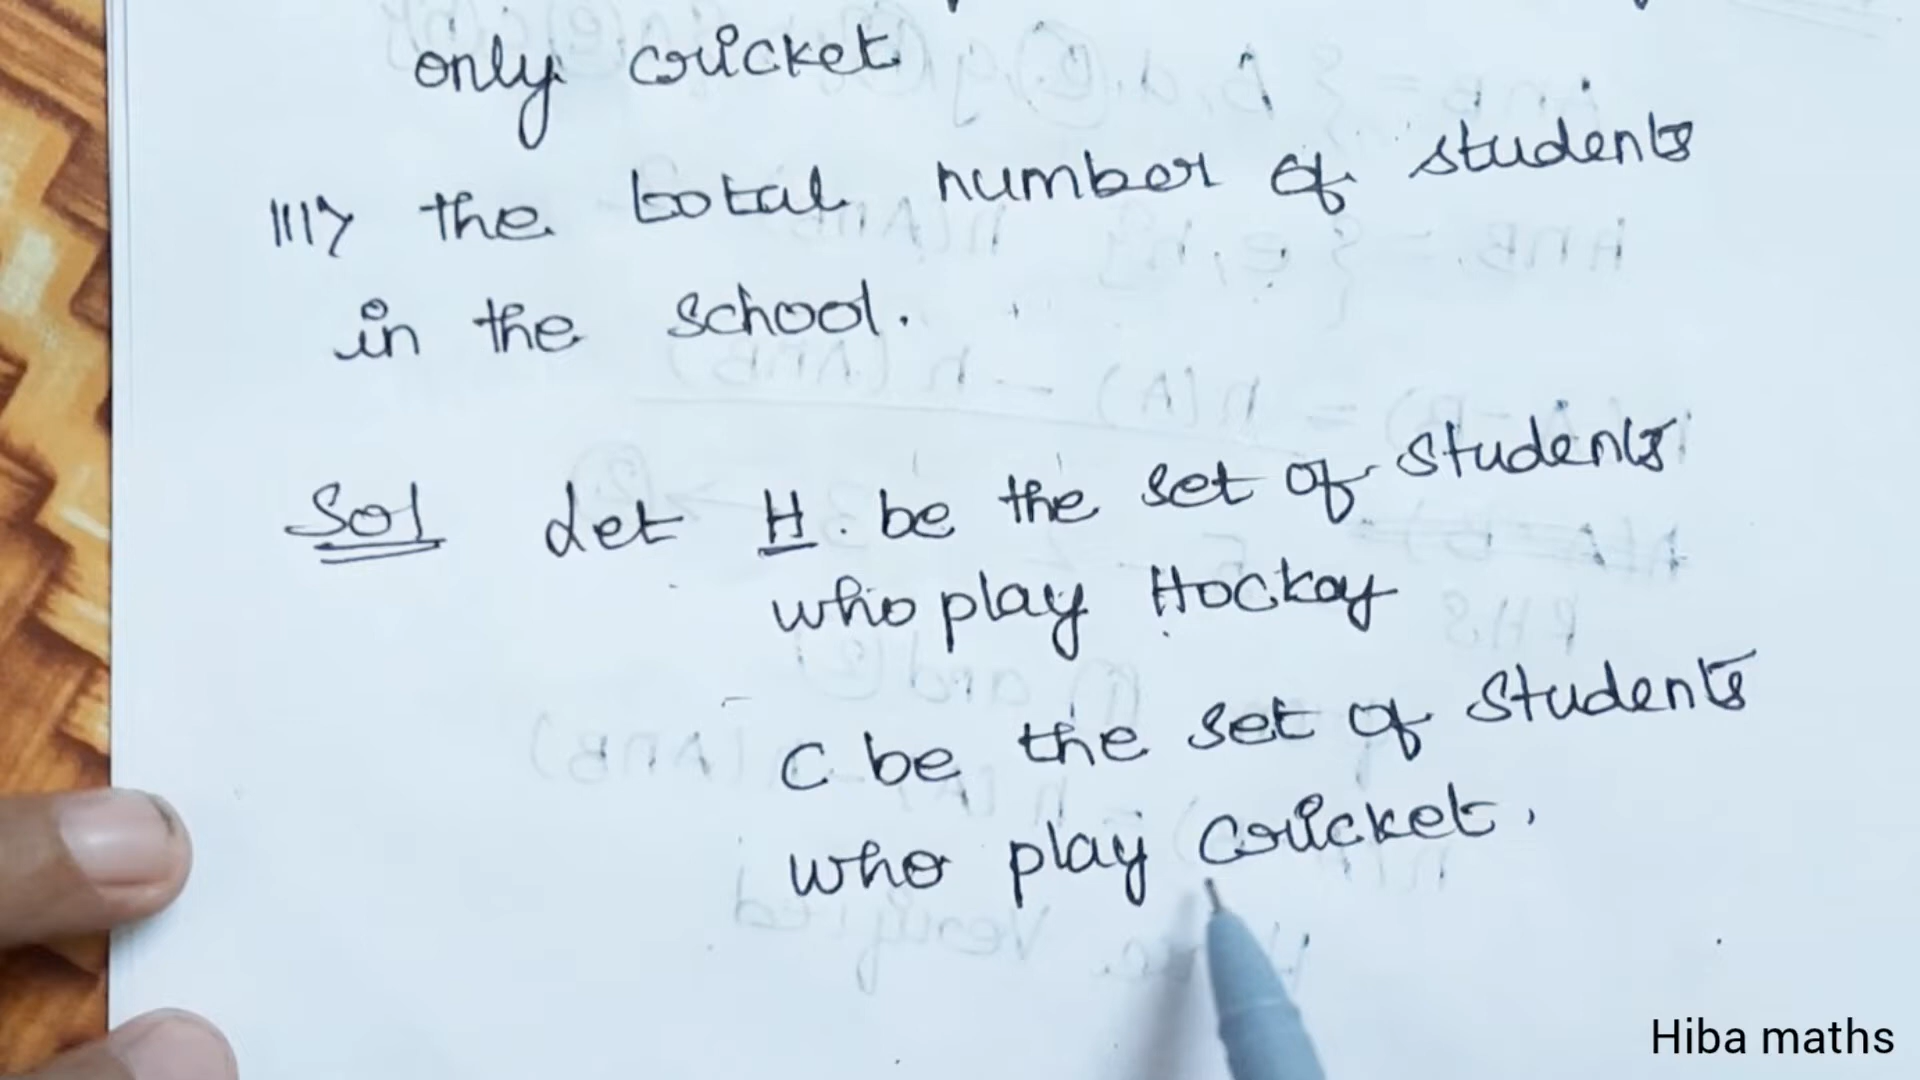 only cricket
iii) the total number of students
in the school.
Sol Let H. be the set of students
who play Hockay
C be the set of students
who play cricket.
Hiba maths